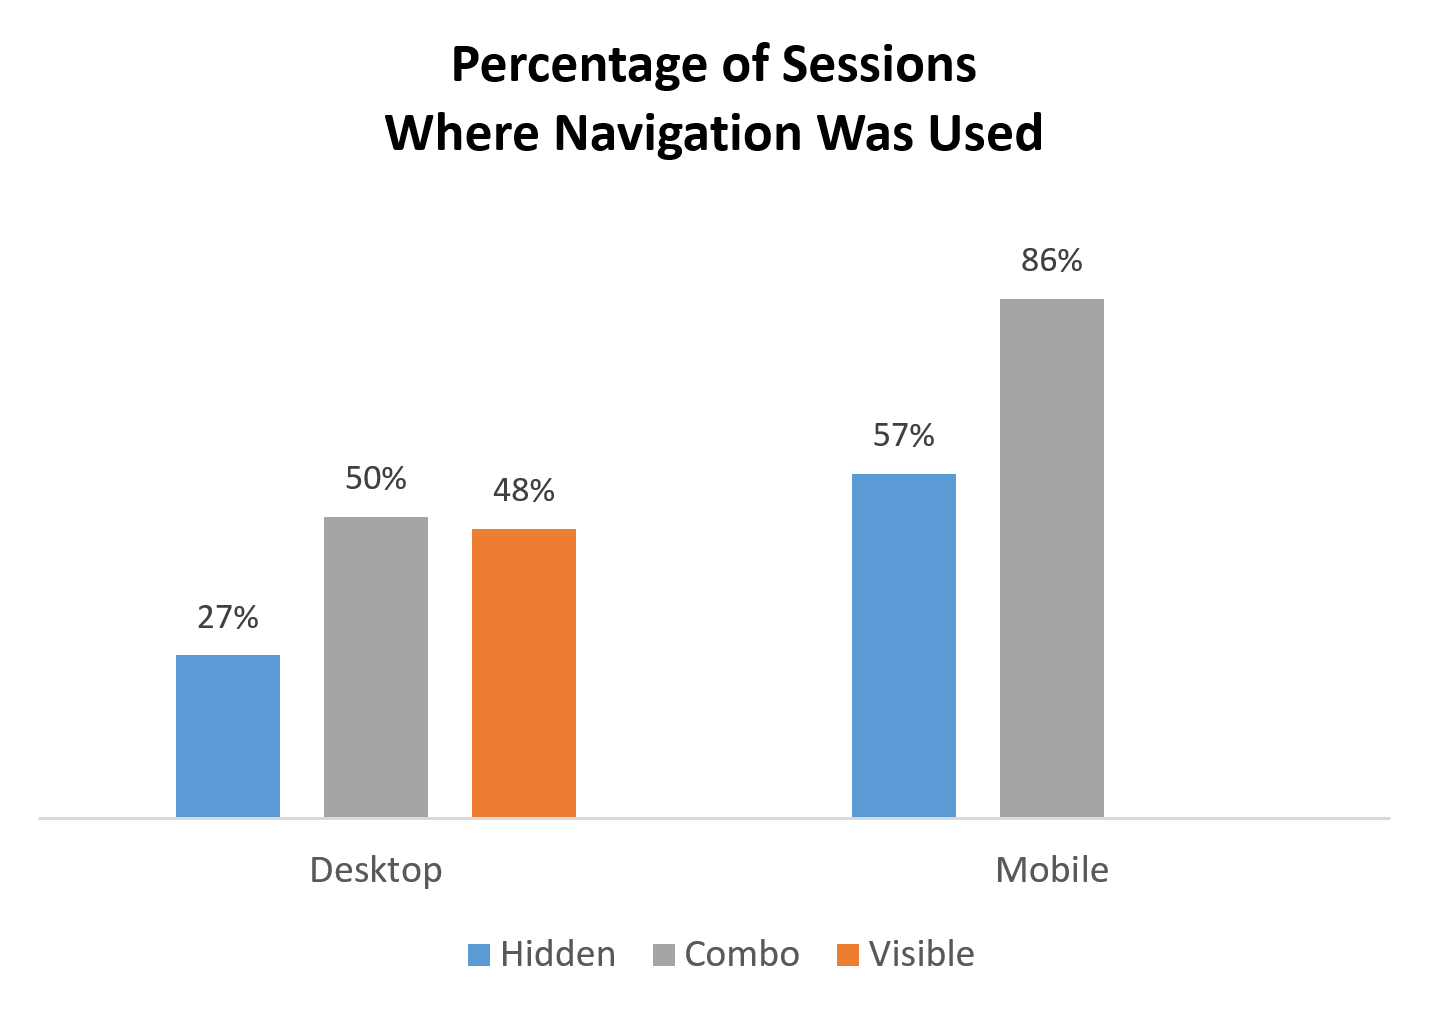 Percentage of Sessions
Where Navigation Was Used
86%
57%
50%
48%
27%
Desktop
Mobile
Hidden Combo Visible